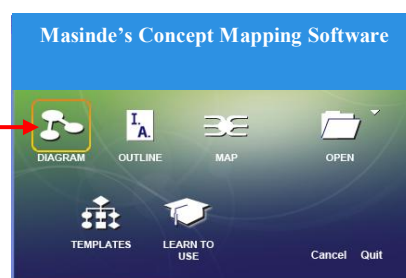 Masinde's Concept Mapping Software
I.
A.
DIAGRAM OUTLINE MAP OPEN
TEMPLATES LEARN TO
USE
Cancel Quit